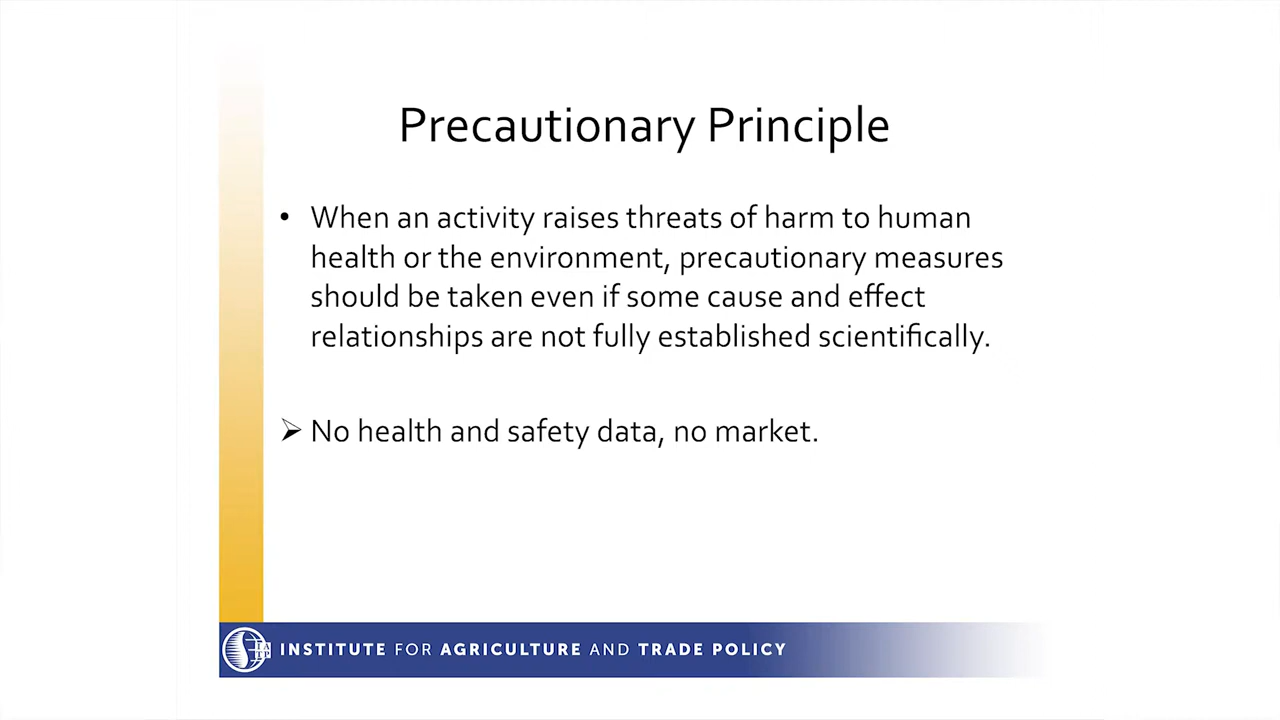 Precautionary Principle
• When an activity raises threats of harm to human
health or the environment, precautionary measures
should be taken even if some cause and effect
relationships are not fully established scientifically.
➢ No health and safety data, no market.
IATP
INSTITUTE FOR AGRICULTURE AND TRADE POLICY